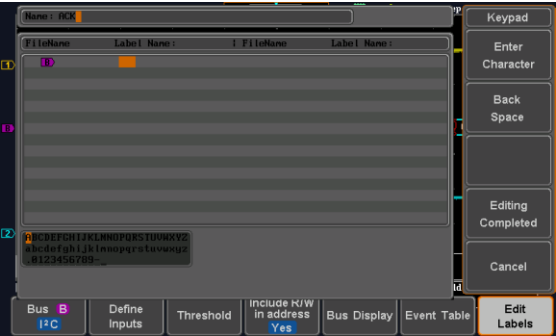 Name: ACK
Keypad
FileName Label Name: FileName Label Name:
Enter
Character
1
B
Back
Space
B
Editing
Completed
2
ABCDEFGHIJKLMNOPQRSTUVWXYZ
abcdefghijklmnopqrstuvwxyz
.0123456789-_
Cancel
Bus B
I²C
Define
Inputs
Threshold
Include R/W
in address
Yes
Bus Display
Event Table
Edit
Labels